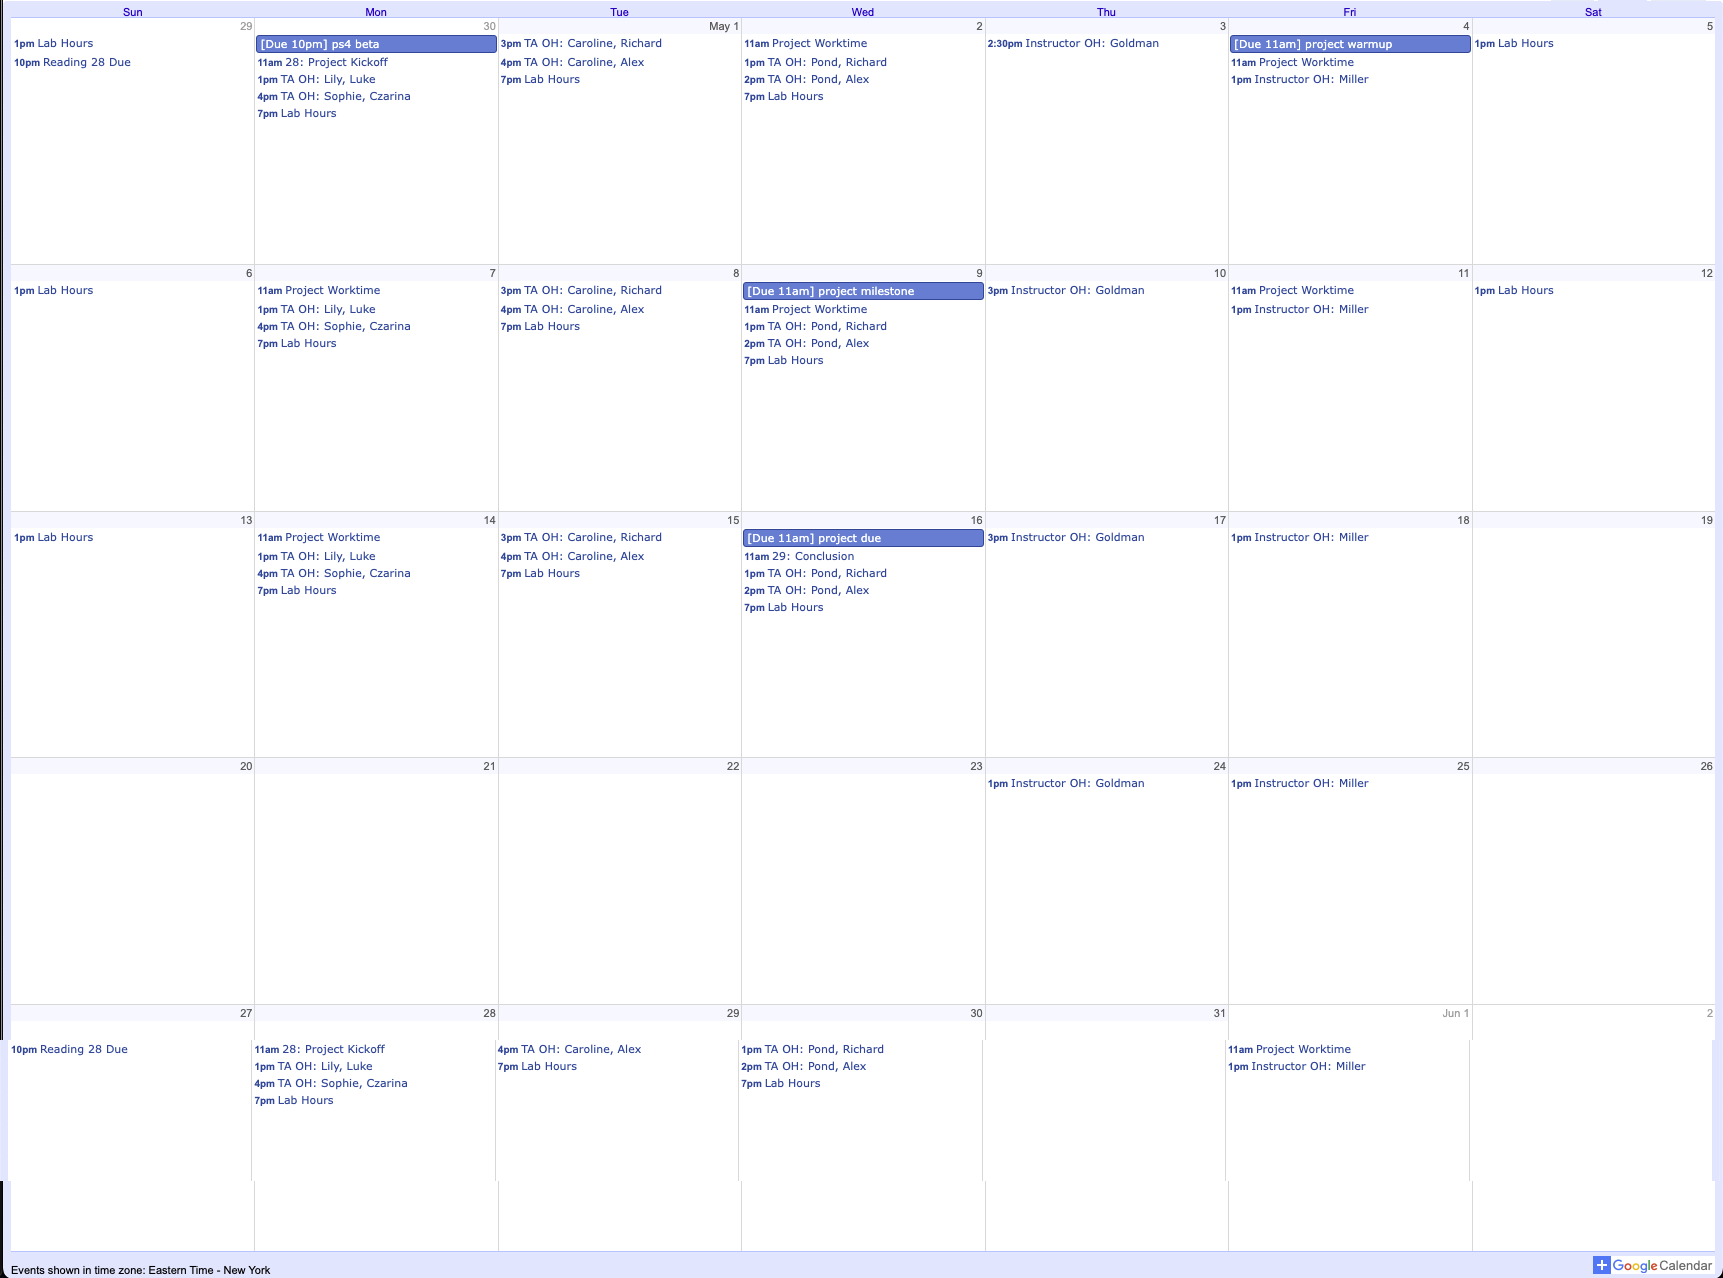 Sun Mon Tue Wed Thu Fri Sat
29
1pm Lab Hours
10pm Reading 28 Due
30
[Due 10pm] ps4 beta
11am 28: Project Kickoff
1pm TA OH: Lily, Luke
4pm TA OH: Sophie, Czarina
7pm Lab Hours
May 1
3pm TA OH: Caroline, Richard
4pm TA OH: Caroline, Alex
7pm Lab Hours
2
11am Project Worktime
1pm TA OH: Pond, Richard
2pm TA OH: Pond, Alex
7pm Lab Hours
3
2:30pm Instructor OH: Goldman
4
[Due 11am] project warmup
11am Project Worktime
1pm Instructor OH: Miller
5
1pm Lab Hours
6
1pm Lab Hours
7
11am Project Worktime
1pm TA OH: Lily, Luke
4pm TA OH: Sophie, Czarina
7pm Lab Hours
8
3pm TA OH: Caroline, Richard
4pm TA OH: Caroline, Alex
7pm Lab Hours
9
[Due 11am] project milestone
11am Project Worktime
1pm TA OH: Pond, Richard
2pm TA OH: Pond, Alex
7pm Lab Hours
10
3pm Instructor OH: Goldman
11
11am Project Worktime
1pm Instructor OH: Miller
12
1pm Lab Hours
13
1pm Lab Hours
14
11am Project Worktime
1pm TA OH: Lily, Luke
4pm TA OH: Sophie, Czarina
7pm Lab Hours
15
3pm TA OH: Caroline, Richard
4pm TA OH: Caroline, Alex
7pm Lab Hours
16
[Due 11am] project due
11am 29: Conclusion
1pm TA OH: Pond, Richard
2pm TA OH: Pond, Alex
7pm Lab Hours
17
3pm Instructor OH: Goldman
18
1pm Instructor OH: Miller
19
20
21
22
23
24
1pm Instructor OH: Goldman
25
1pm Instructor OH: Miller
26
27
10pm Reading 28 Due
28
11am 28: Project Kickoff
1pm TA OH: Lily, Luke
4pm TA OH: Sophie, Czarina
7pm Lab Hours
29
4pm TA OH: Caroline, Alex
7pm Lab Hours
30
1pm TA OH: Pond, Richard
2pm TA OH: Pond, Alex
7pm Lab Hours
31
Jun 1
11am Project Worktime
1pm Instructor OH: Miller
2
Events shown in time zone: Eastern Time - New York
Google Calendar